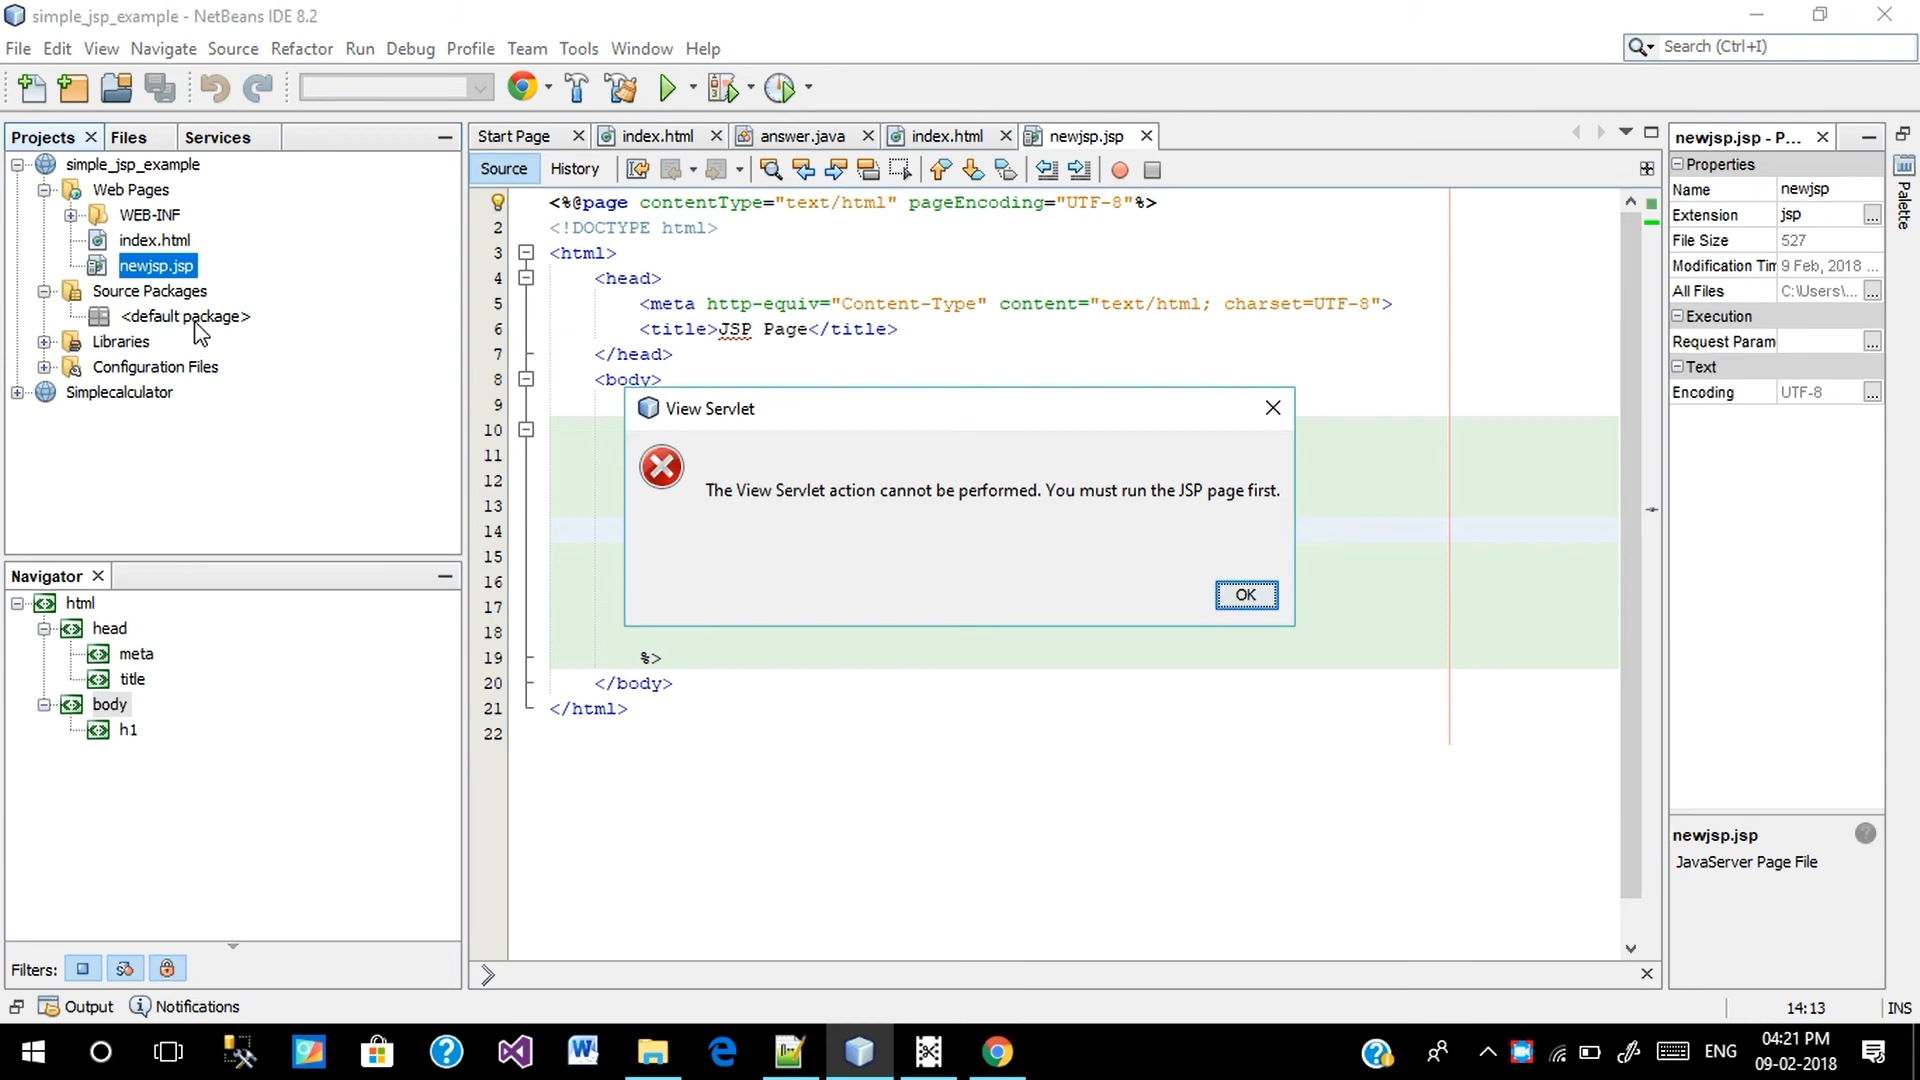 simple_jsp_example - NetBeans IDE 8.2
File Edit View Navigate Source Refactor Run Debug Profile Team Tools Window Help
Search (Ctrl+I)
Projects Files Services
simple_jsp_example
Web Pages
WEB-INF
index.html
newjsp.jsp
Source Packages
<default package>
Libraries
Configuration Files
Simplecalculator
Navigator
html
head
meta
title
body
h1
Filters:
Start Page index.html answer.java index.html newjsp.jsp
Source History
<%@page contentType="text/html" pageEncoding="UTF-8"%>
2 <!DOCTYPE html>
3 <html>
4 <head>
5 <meta http-equiv="Content-Type" content="text/html; charset=UTF-8">
6 <title>JSP Page</title>
7 </head>
8 <body>
9
10
11
12
13
14
15
16
17
18
19 %>
20 </body>
21 </html>
22
View Servlet
The View Servlet action cannot be performed. You must run the JSP page first.
OK
newjsp.jsp - P...
Properties
Name newjsp
Extension jsp ...
File Size 527
Modification Tim 9 Feb, 2018 ...
All Files C:\Users\... ...
Execution
Request Param ...
Text
Encoding UTF-8 ...
newjsp.jsp
JavaServer Page File
Palette
Output Notifications
14:13 INS
ENG
04:21 PM
09-02-2018